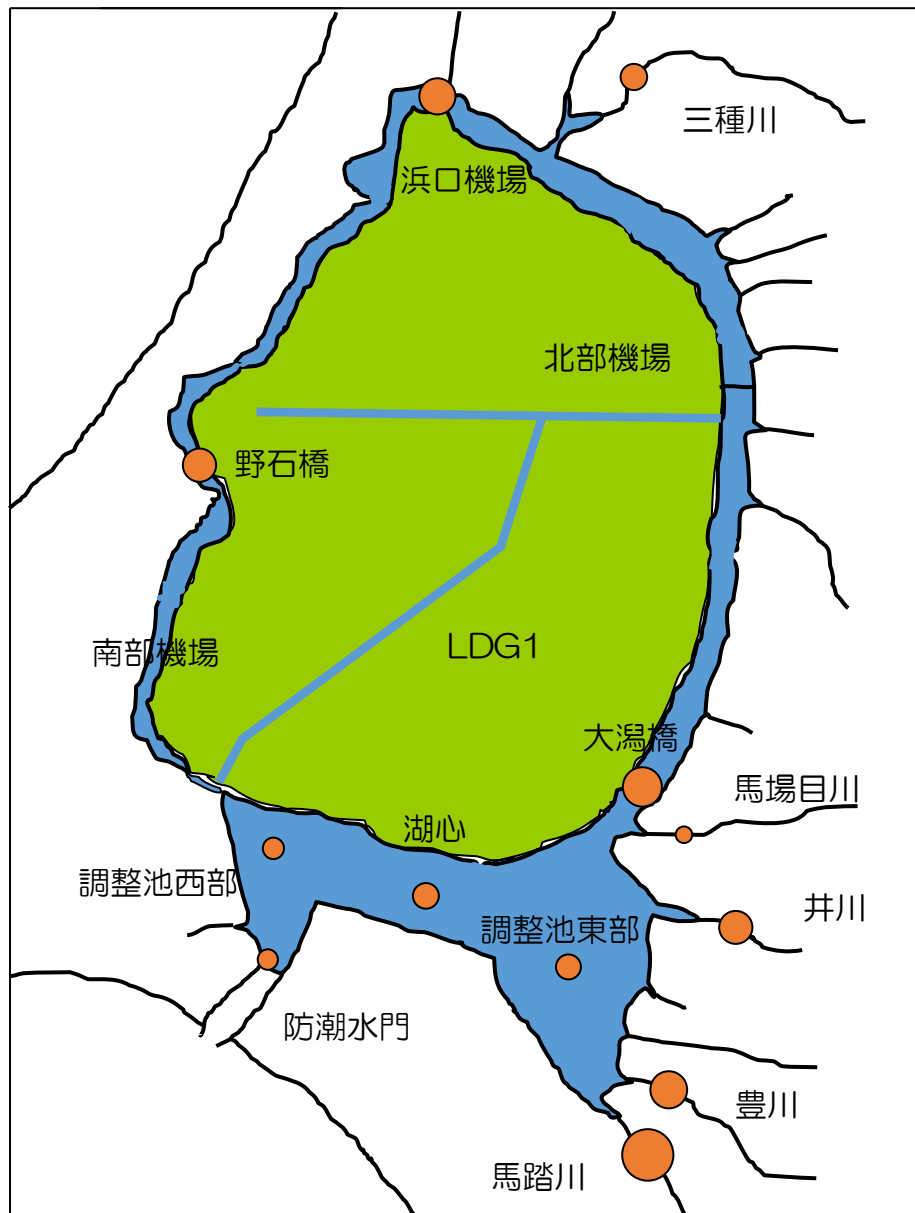 三種川
浜口機場
北部機場
野石橋
LDG1
南部機場
大潟橋
馬場目川
湖心
調整池西部
井川
調整池東部
防潮水門
豊川
馬踏川